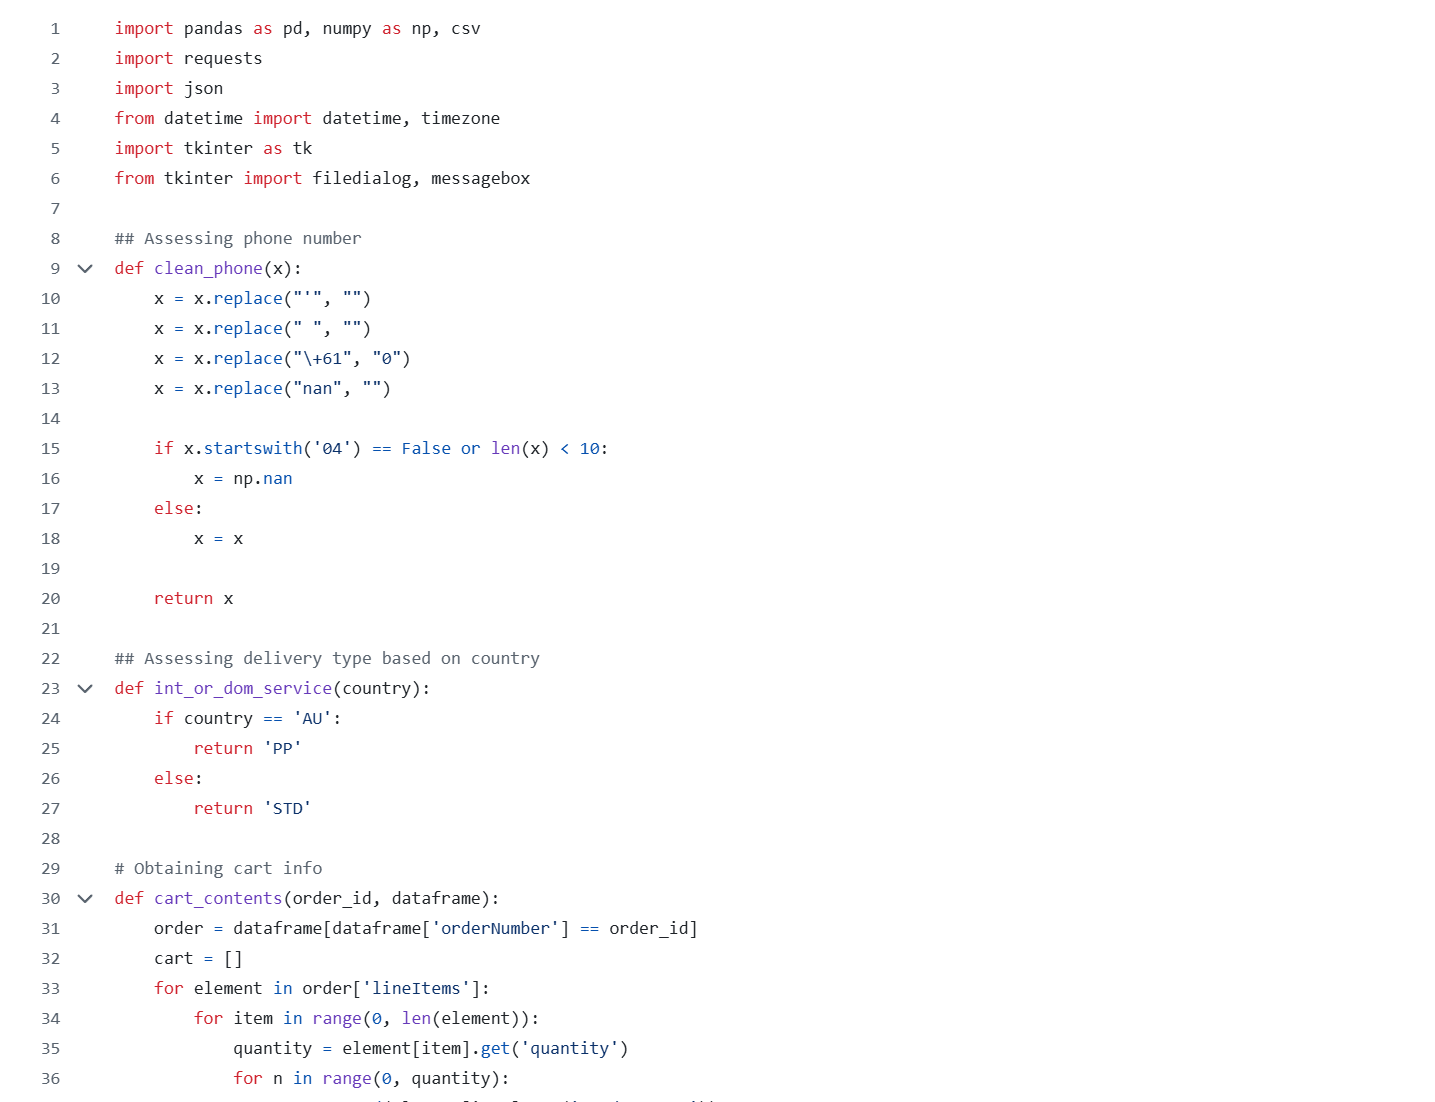 1 import pandas as pd, numpy as np, csv
2 import requests
3 import json
4 from datetime import datetime, timezone
5 import tkinter as tk
6 from tkinter import filedialog, messagebox
7
8 ## Assessing phone number
9 def clean_phone(x):
10     x = x.replace("'", "")
11     x = x.replace(" ", "")
12     x = x.replace("\+61", "0")
13     x = x.replace("nan", "")
14
15     if x.startswith('04') == False or len(x) < 10:
16         x = np.nan
17     else:
18         x = x
19
20     return x
21
22 ## Assessing delivery type based on country
23 def int_or_dom_service(country):
24     if country == 'AU':
25         return 'PP'
26     else:
27         return 'STD'
28
29 # Obtaining cart info
30 def cart_contents(order_id, dataframe):
31     order = dataframe[dataframe['orderNumber'] == order_id]
32     cart = []
33     for element in order['lineItems']:
34         for item in range(0, len(element)):
35             quantity = element[item].get('quantity')
36             for n in range(0, quantity):